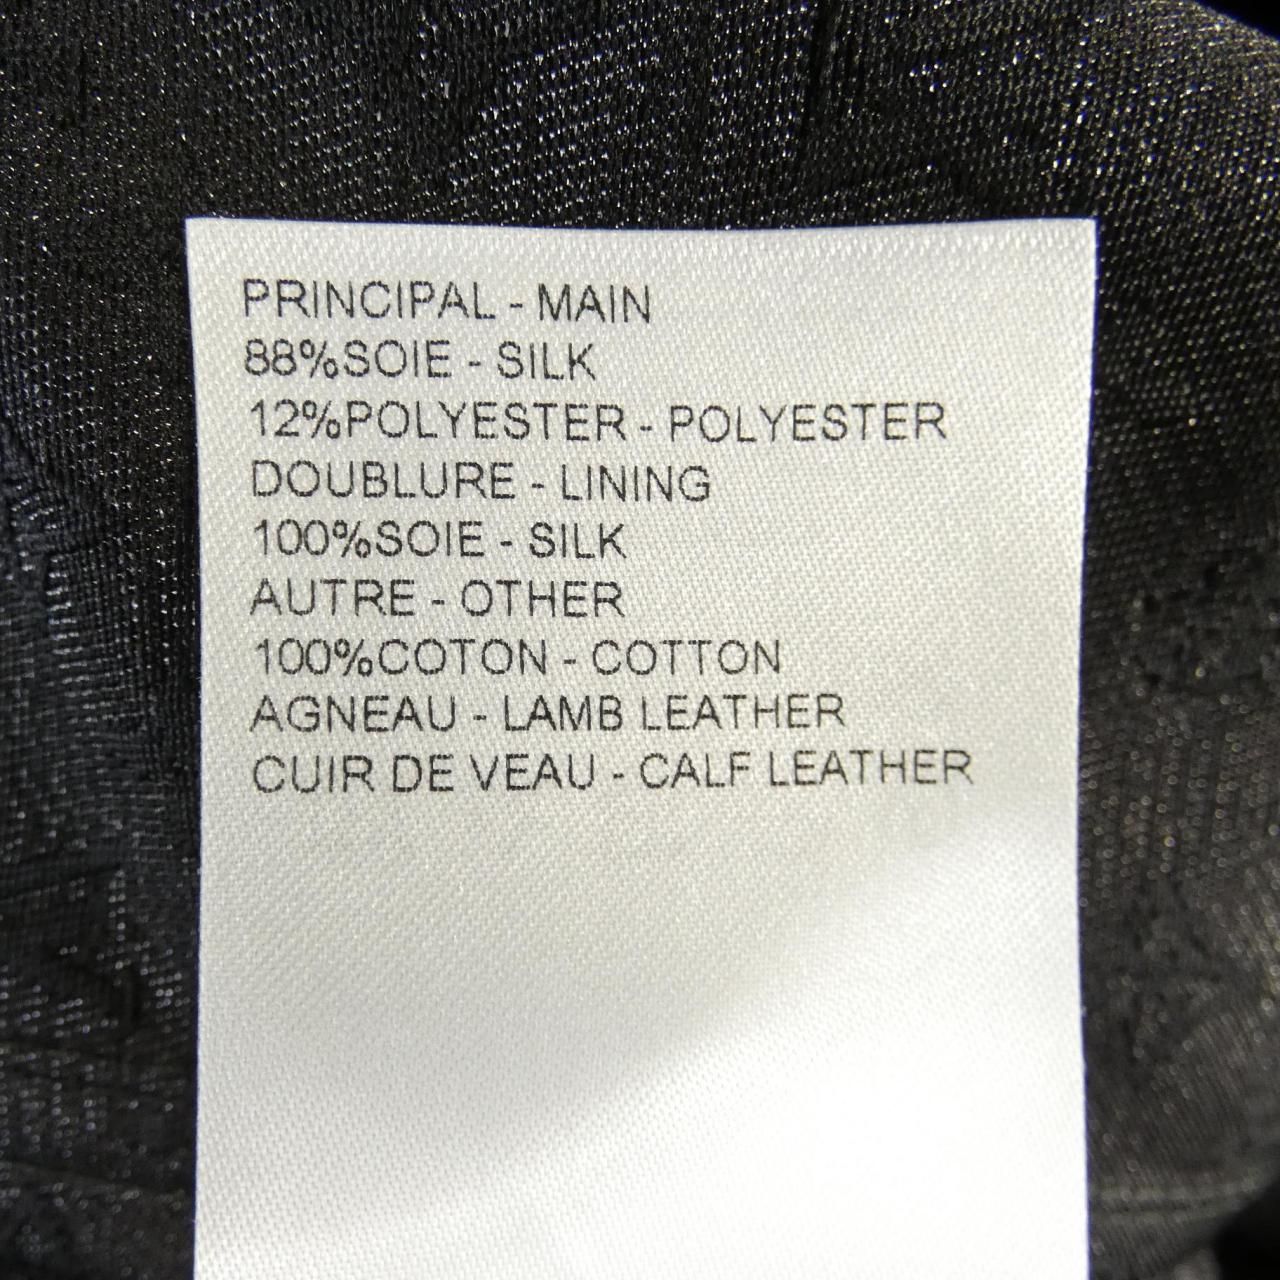 PRINCIPAL - MAIN
88%SOIE - SILK
12%POLYESTER - POLYESTER
DOUBLURE - LINING
100%SOIE - SILK
AUTRE - OTHER
100%COTON - COTTON
AGNEAU - LAMB LEATHER
CUIR DE VEAU - CALF LEATHER